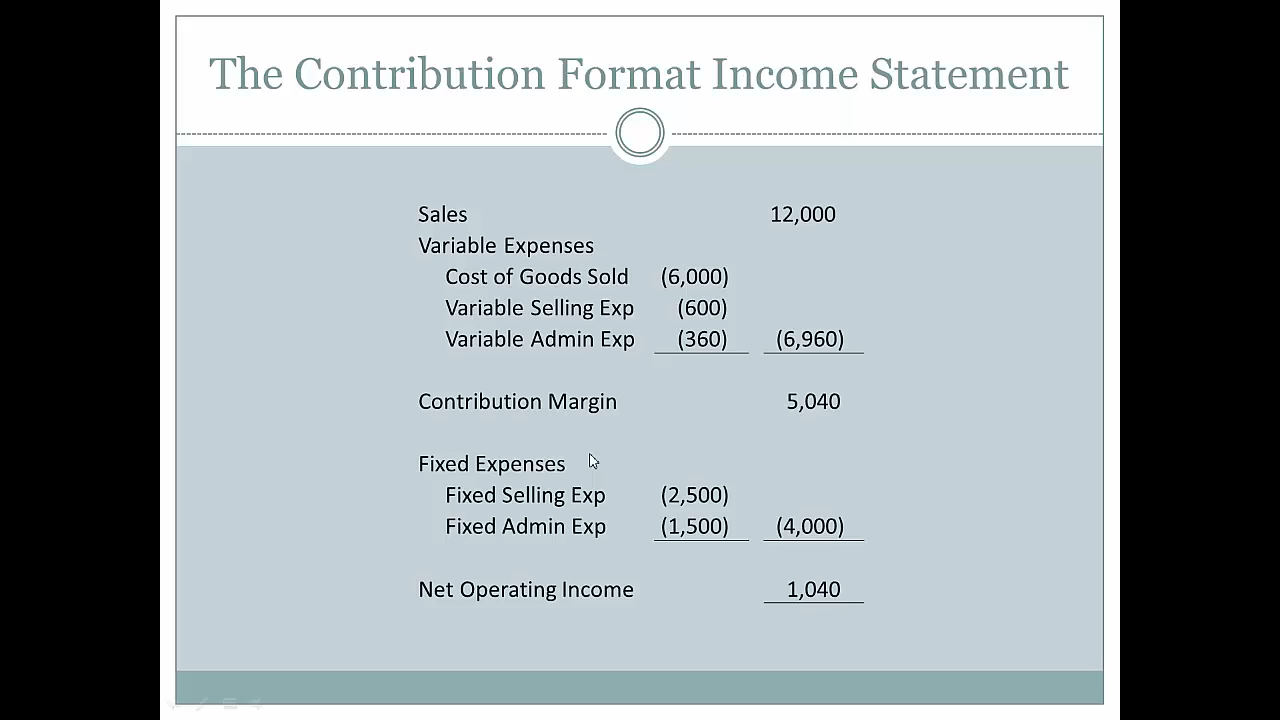 The Contribution Format Income Statement
Sales 12,000
Variable Expenses
Cost of Goods Sold (6,000)
Variable Selling Exp (600)
Variable Admin Exp (360) (6,960)
Contribution Margin 5,040
Fixed Expenses
Fixed Selling Exp (2,500)
Fixed Admin Exp (1,500) (4,000)
Net Operating Income 1,040